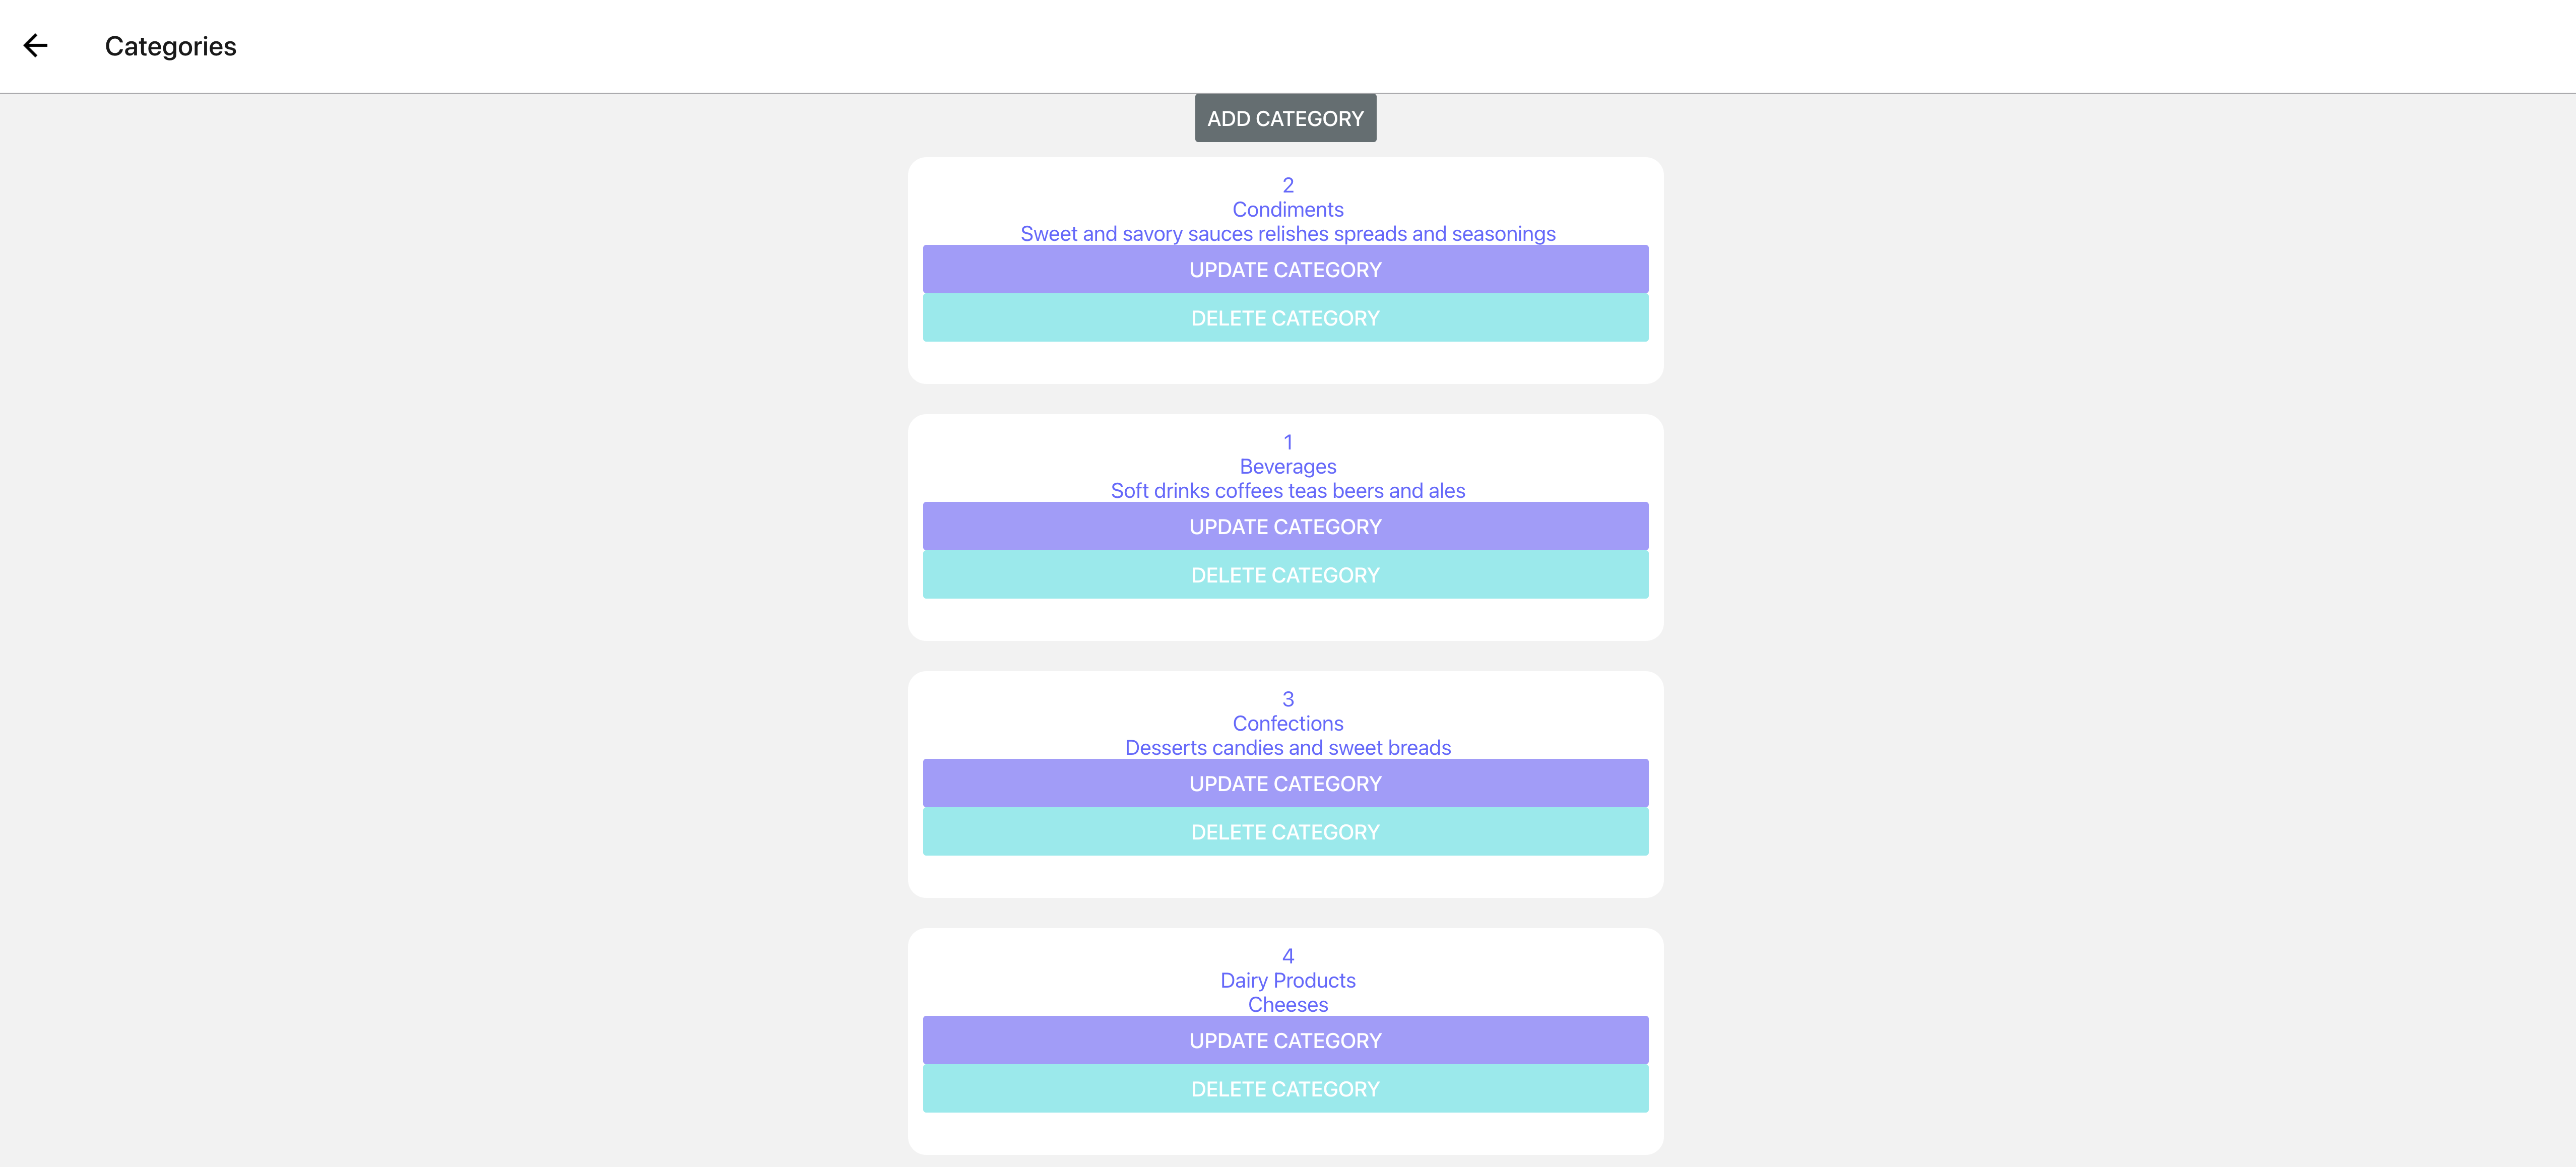 Categories
ADD CATEGORY
2
Condiments
Sweet and savory sauces relishes spreads and seasonings
UPDATE CATEGORY
DELETE CATEGORY
1
Beverages
Soft drinks coffees teas beers and ales
UPDATE CATEGORY
DELETE CATEGORY
3
Confections
Desserts candies and sweet breads
UPDATE CATEGORY
DELETE CATEGORY
4
Dairy Products
Cheeses
UPDATE CATEGORY
DELETE CATEGORY